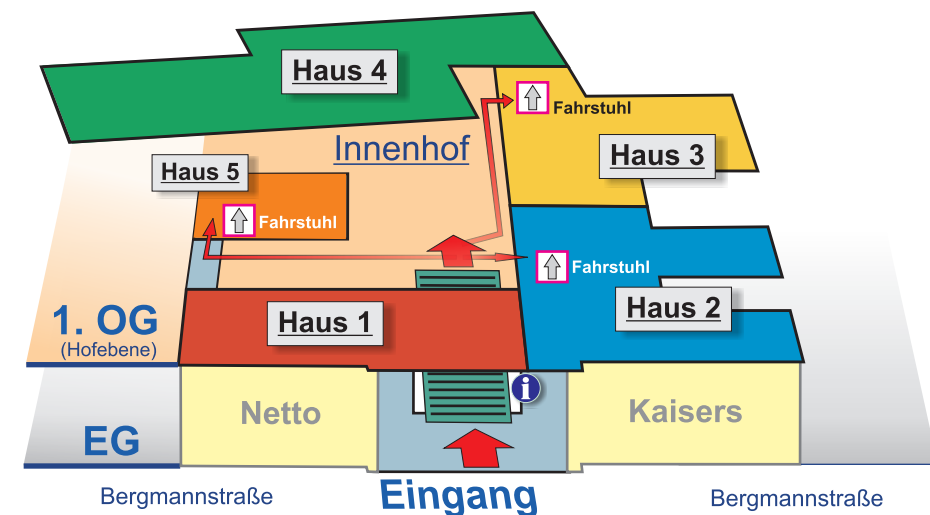 Haus 4
Fahrstuhl
Innenhof
Haus 3
Haus 5
Fahrstuhl
Fahrstuhl
1. OG
(Hofebene)
Haus 1
Haus 2
i
Netto
Kaisers
EG
Bergmannstraße
Eingang
Bergmannstraße